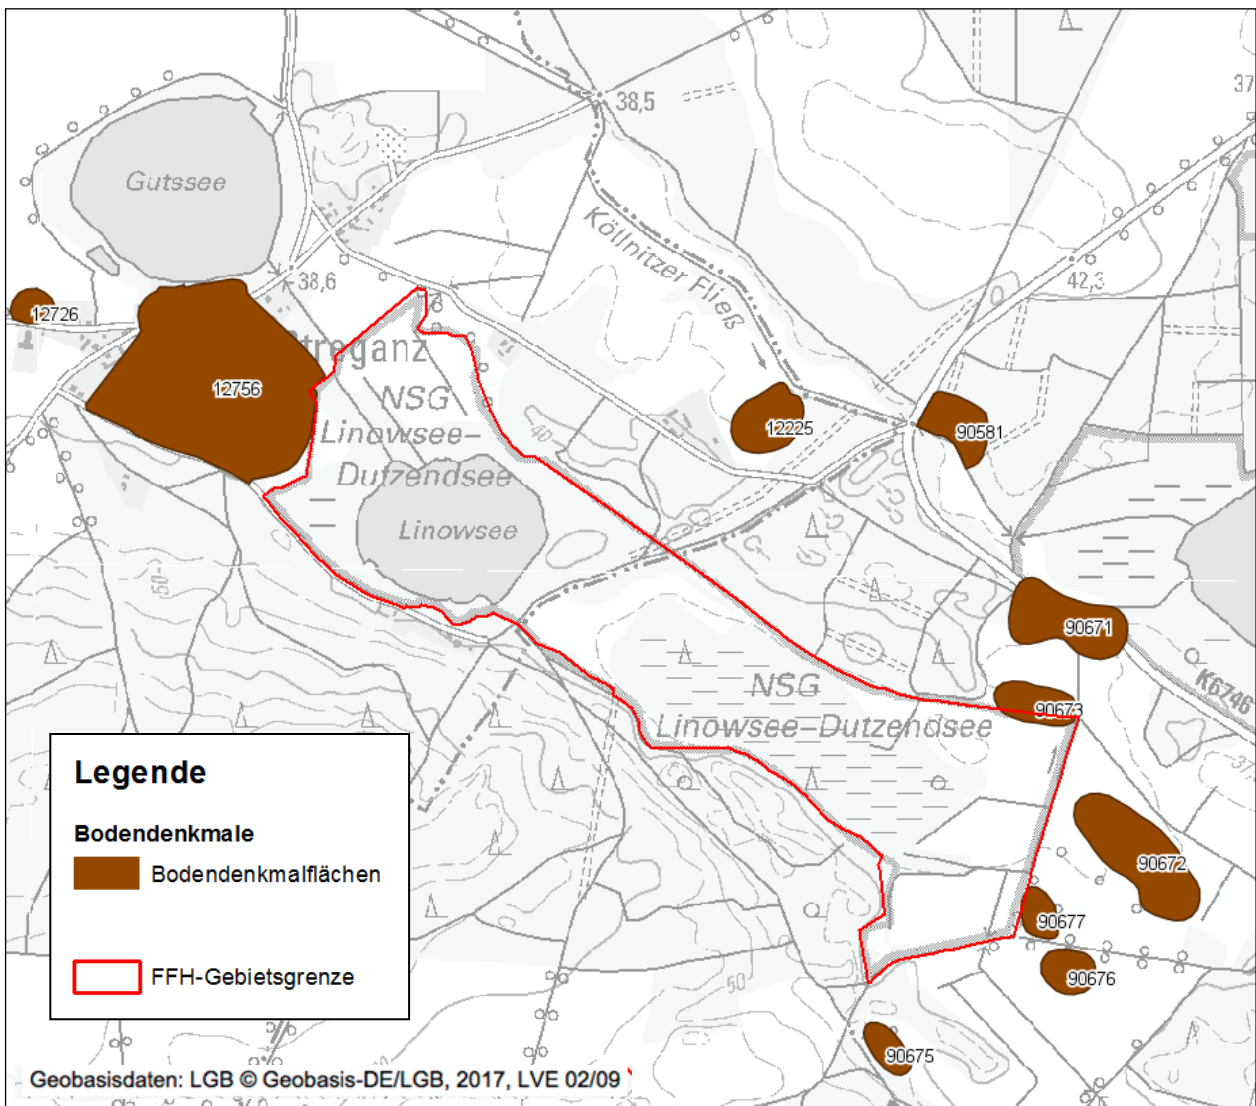 38,5
37
Gutssee
Köllnitzer Fließ
38,6
42,3
12726
12756
Streganz
NSG
Linowsee-
Dutzendsee
Linowsee
40
12225
90581
50
90671
K6746
90673
NSG
Linowsee-Dutzendsee
37,
90672
90677
90676
50
90675
Legende
Bodendenkmale
Bodendenkmalflächen
FFH-Gebietsgrenze
Geobasisdaten: LGB © Geobasis-DE/LGB, 2017, LVE 02/09